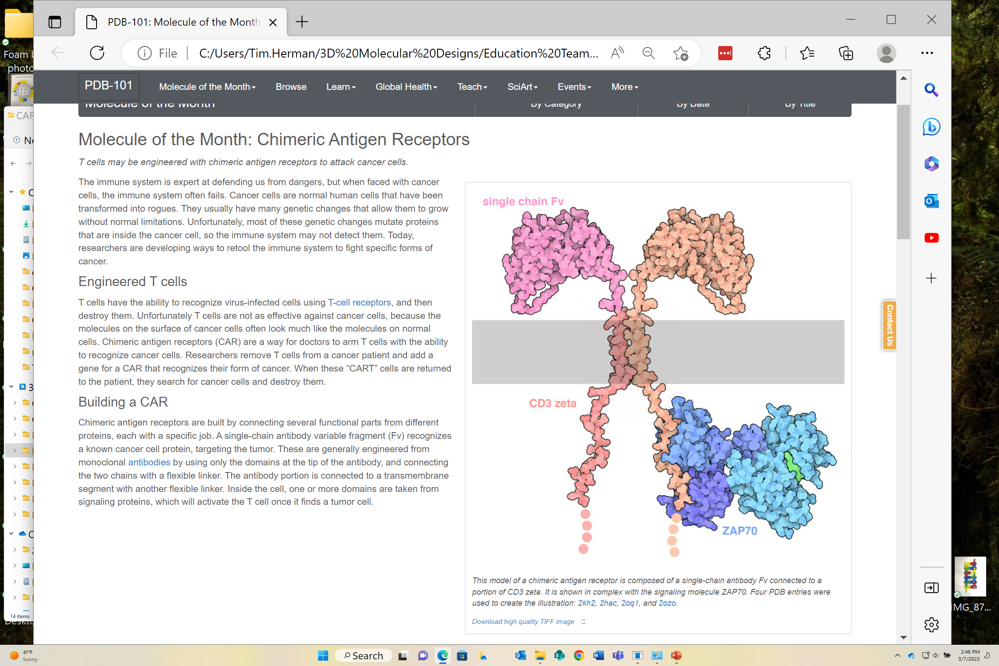 PDB-101: Molecule of the Month
File
C:/Users/Tim.Herman/3D%20Molecular%20Designs/Education%20Team...
Foam
photo
PDB-101
Molecule of the Month
Browse
Learn
Global Health
Teach
SciArt
Events
More
Molecule of the Month
By Category
By Date
By Title
CAR
Molecule of the Month: Chimeric Antigen Receptors
T cells may be engineered with chimeric antigen receptors to attack cancer cells.
The immune system is expert at defending us from dangers, but when faced with cancer
cells, the immune system often fails. Cancer cells are normal human cells that have been
transformed into rogues. They usually have many genetic changes that allow them to grow
without normal limitations. Unfortunately, most of these genetic changes mutate proteins
that are inside the cancer cell, so the immune system may not detect them. Today,
researchers are developing ways to retool the immune system to fight specific forms of
cancer.
Engineered T cells
T cells have the ability to recognize virus-infected cells using T-cell receptors, and then
destroy them. Unfortunately T cells are not as effective against cancer cells, because the
molecules on the surface of cancer cells often look much like the molecules on normal
cells. Chimeric antigen receptors (CAR) are a way for doctors to arm T cells with the ability
to recognize cancer cells. Researchers remove T cells from a cancer patient and add a
gene for a CAR that recognizes their form of cancer. When these “CART” cells are returned
to the patient, they search for cancer cells and destroy them.
Building a CAR
Chimeric antigen receptors are built by connecting several functional parts from different
proteins, each with a specific job. A single-chain antibody variable fragment (Fv) recognizes
a known cancer cell protein, targeting the tumor. These are generally engineered from
monoclonal antibodies by using only the domains at the tip of the antibody, and connecting
the two chains with a flexible linker. The antibody portion is connected to a transmembrane
segment with another flexible linker. Inside the cell, one or more domains are taken from
signaling proteins, which will activate the T cell once it finds a tumor cell.
single chain Fv
CD3 zeta
ZAP70
This model of a chimeric antigen receptor is composed of a single-chain antibody Fv connected to a
portion of CD3 zeta. It is shown in complex with the signaling molecule ZAP70. Four PDB entries were
used to create the illustration: 2kh2, 2hac, 2oq1, and 2ozo.
Download high quality TIFF image
Contact Us
14 items
IMG_87...
41°F
Sunny
Search
2:46 PM
3/7/2023